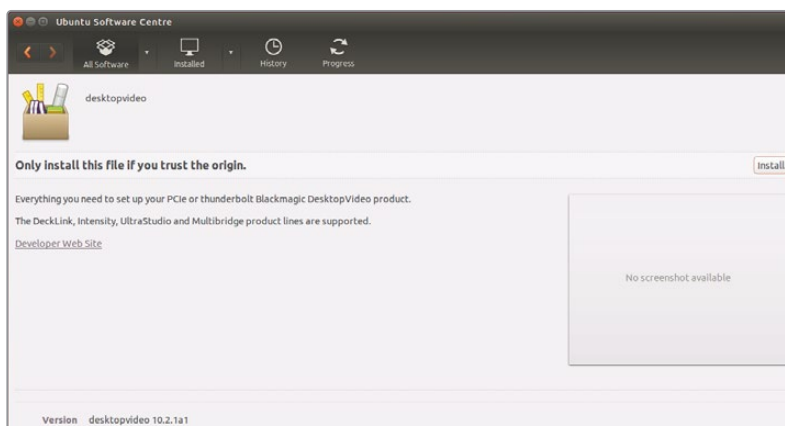 Ubuntu Software Centre
All Software
Installed
History
Progress
desktopvideo
Only install this file if you trust the origin.
Install
Everything you need to set up your PCIe or thunderbolt Blackmagic DesktopVideo product.
The DeckLink, Intensity, UltraStudio and Multibridge product lines are supported.
Developer Web Site
No screenshot available
Version desktopvideo 10.2.1a1